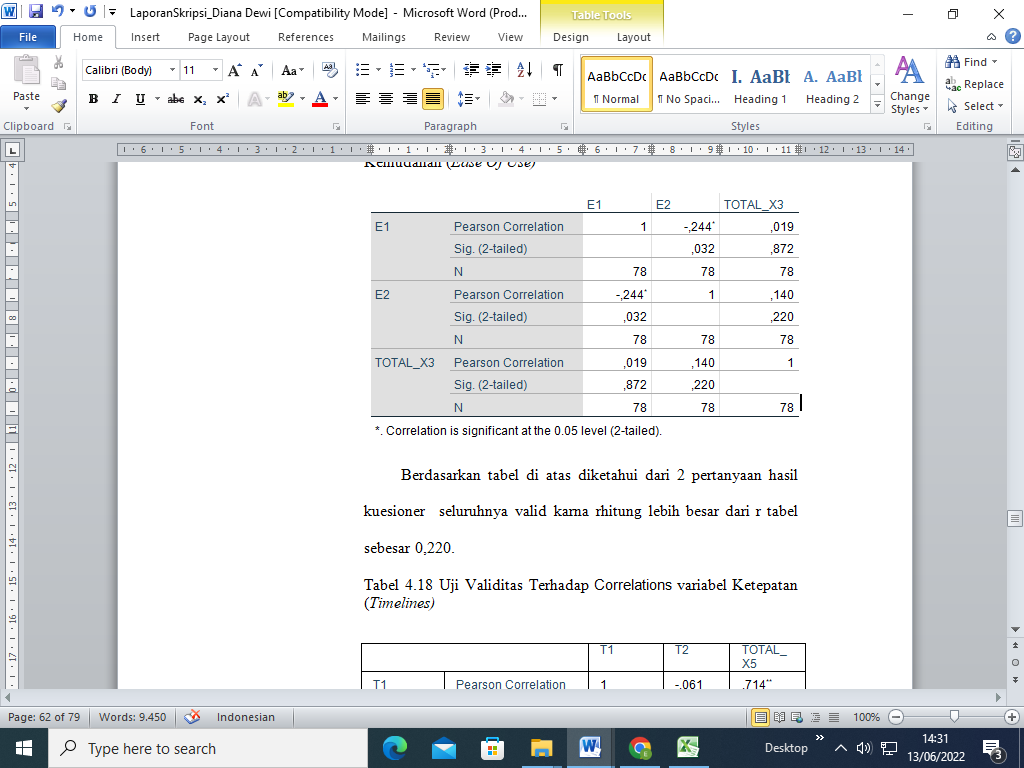 LaporanSkripsi_Diana Dewi [Compatibility Mode] - Microsoft Word (Prod...
Table Tools
File Home Insert Page Layout References Mailings Review View Design Layout
Paste
Calibri (Body) 11
Clipboard Font Paragraph Styles Editing
AaBbCcDc AaBbCcDc I. AaBl A. AaBl
¶ Normal ¶ No Spaci... Heading 1 Heading 2
Change Styles
Find
Replace
Select
Kemudahan (Ease Of Use)
E1 E2 TOTAL_X3
E1 Pearson Correlation 1 -,244* ,019
Sig. (2-tailed) ,032 ,872
N 78 78 78
E2 Pearson Correlation -,244* 1 ,140
Sig. (2-tailed) ,032 ,220
N 78 78 78
TOTAL_X3 Pearson Correlation ,019 ,140 1
Sig. (2-tailed) ,872 ,220
N 78 78 78
*. Correlation is significant at the 0.05 level (2-tailed).
Berdasarkan tabel di atas diketahui dari 2 pertanyaan hasil
kuesioner seluruhnya valid karna rhitung lebih besar dari r tabel
sebesar 0,220.
Tabel 4.18 Uji Validitas Terhadap Correlations variabel Ketepatan
(Timelines)
T1 T2 TOTAL_
X5
T1 Pearson Correlation 1 -.061 .714**
Page: 62 of 79 Words: 9.450 Indonesian 100%
Type here to search
Desktop
14:31
13/06/2022
3